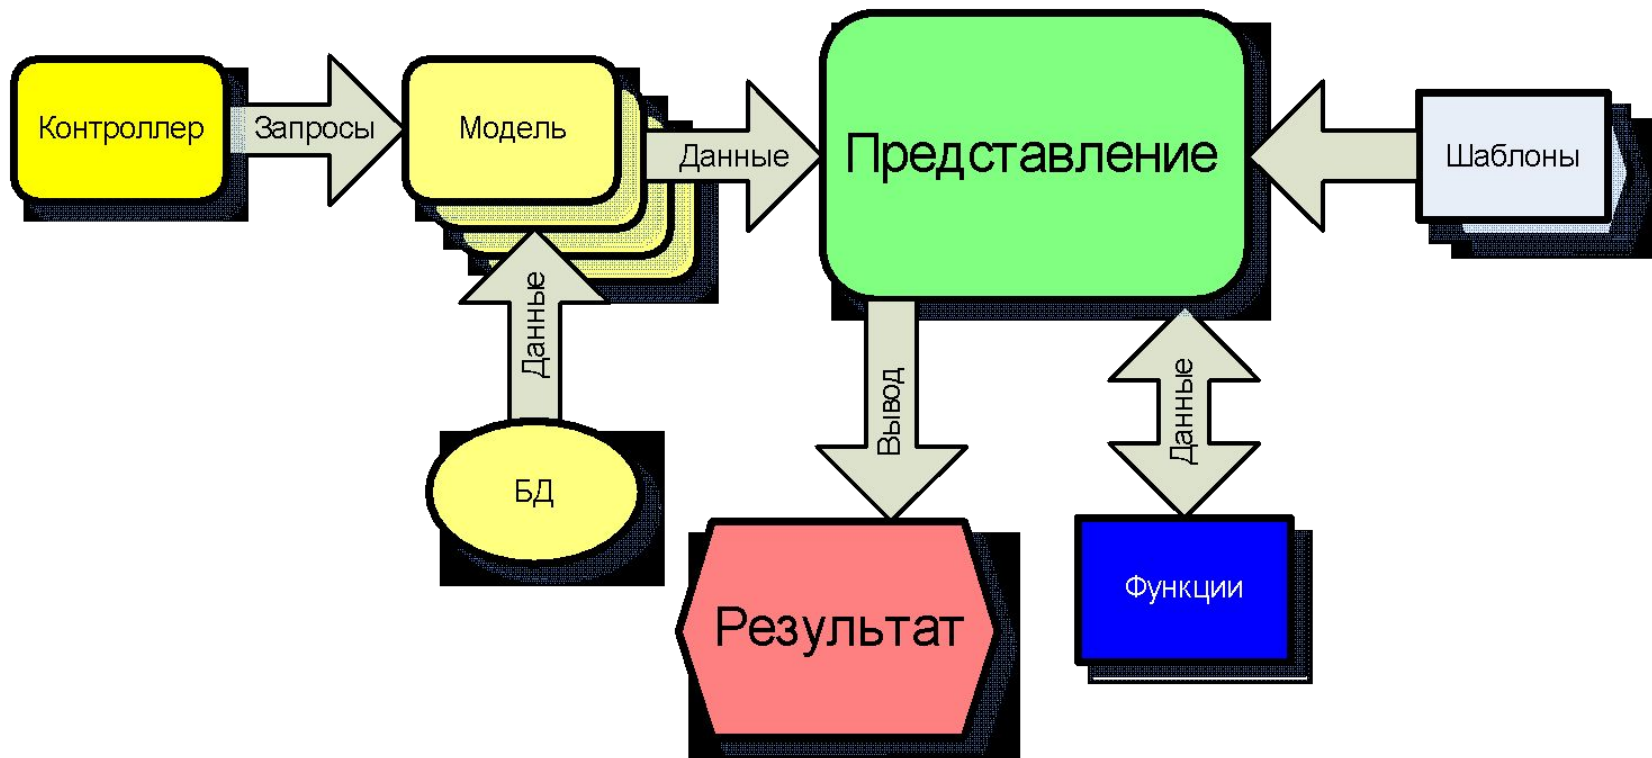 Контроллер
Запросы
Модель
Данные
Представление
Шаблоны
Данные
Вывод
Данные
БД
Результат
Функции